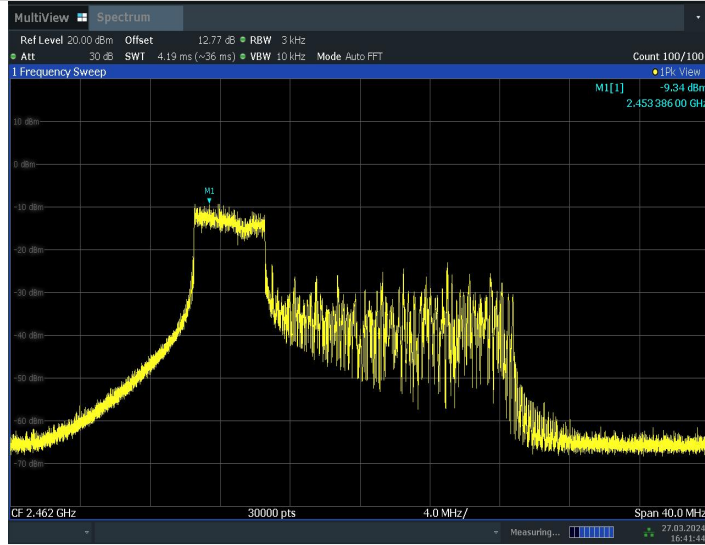 MultiView Spectrum
Ref Level 20.00 dBm Offset 12.77 dB RBW 3 kHz
Att 30 dB SWT 4.19 ms (~36 ms) VBW 10 kHz Mode Auto FFT Count 100/100
1 Frequency Sweep 1Pk View
M1[1] -9.34 dBm
2.453 386 00 GHz
10 dBm
0 dBm
M1
-10 dBm
-20 dBm
-30 dBm
-40 dBm
-50 dBm
-60 dBm
-70 dBm
CF 2.462 GHz 30000 pts 4.0 MHz/ Span 40.0 MHz
Measuring... 27.03.2024
16:41:44